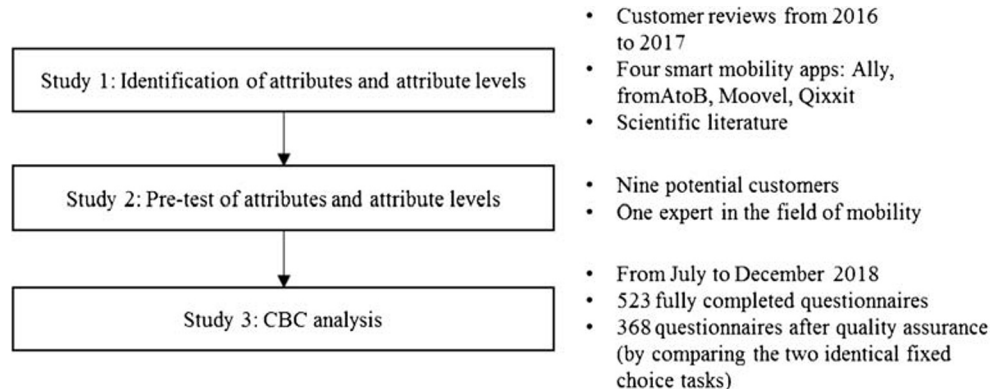 Study 1: Identification of attributes and attribute levels
• Customer reviews from 2016
to 2017
• Four smart mobility apps: Ally,
fromAtoB, Moovel, Qixxit
• Scientific literature
Study 2: Pre-test of attributes and attribute levels
• Nine potential customers
• One expert in the field of mobility
Study 3: CBC analysis
• From July to December 2018
• 523 fully completed questionnaires
• 368 questionnaires after quality assurance
(by comparing the two identical fixed
choice tasks)